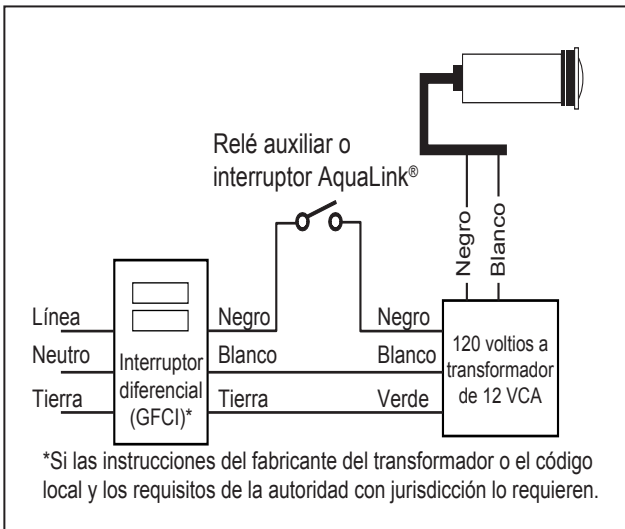 Relé auxiliar o
interruptor AquaLink®
Negro
Blanco
Línea
Neutro
Tierra
Interruptor
diferencial
(GFCI)*
Negro
Blanco
Tierra
Negro
Blanco
Verde
120 voltios a
transformador
de 12 VCA
*Si las instrucciones del fabricante del transformador o el código
local y los requisitos de la autoridad con jurisdicción lo requieren.